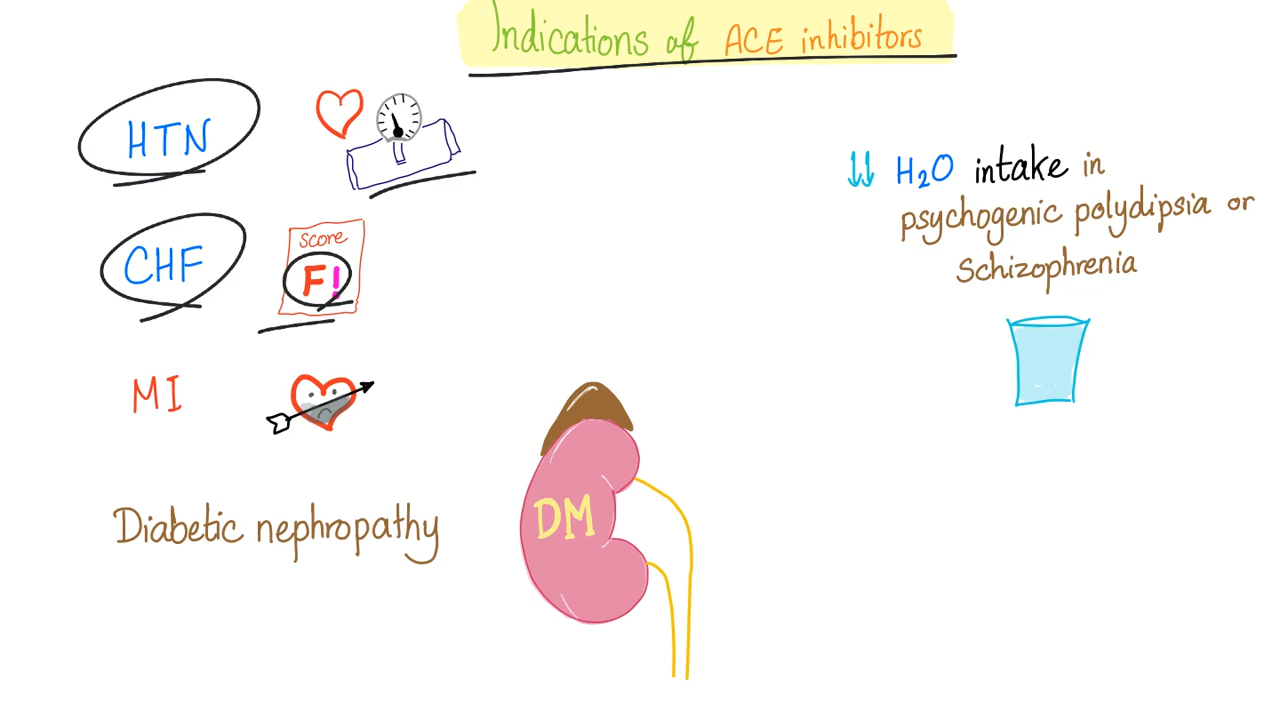 Indications of ACE inhibitors
HTN
CHF
Score
F!
MI
Diabetic nephropathy
DM
↓↓ H₂O intake in
psychogenic polydipsia or
Schizophrenia